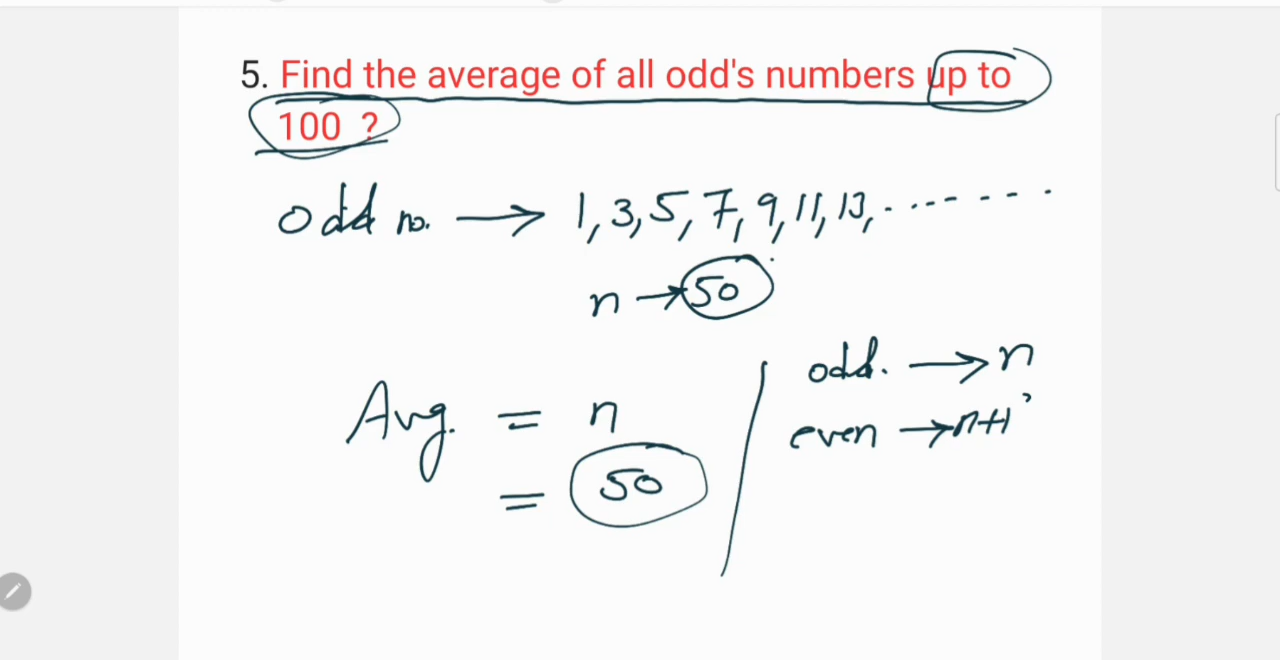 5. Find the average of all odd's numbers up to
100 ?
odd no. → 1, 3, 5, 7, 9, 11, 13, .......
n → 50
Avg. = n
= 50
odd. → n
even → n+1